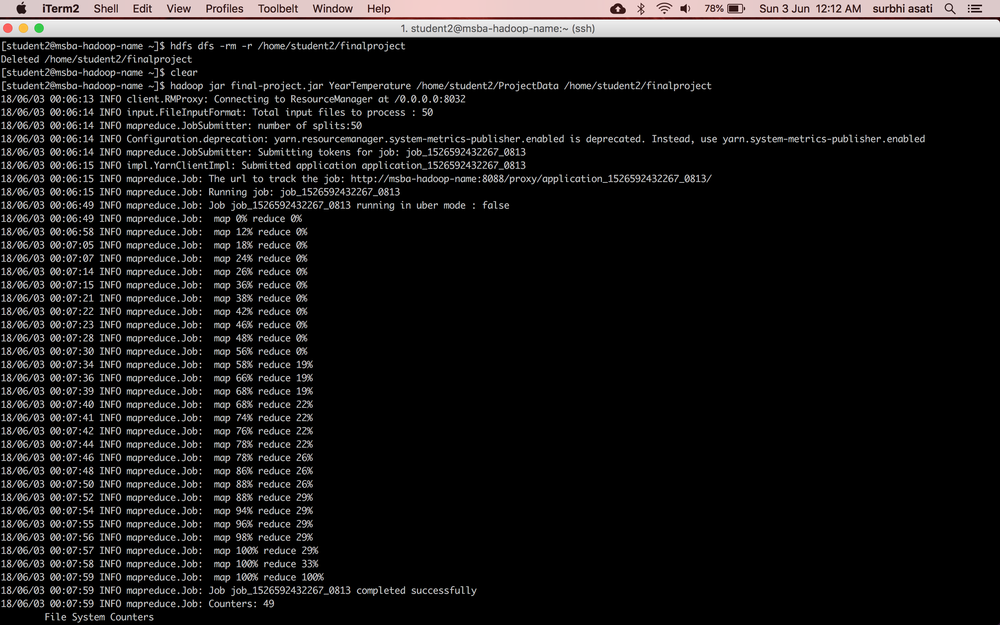 iTerm2 Shell Edit View Profiles Toolbelt Window Help 78% Sun 3 Jun 12:12 AM surbhi asati
1. student2@msba-hadoop-name:~ (ssh)
[student2@msba-hadoop-name ~]$ hdfs dfs -rm -r /home/student2/finalproject
Deleted /home/student2/finalproject
[student2@msba-hadoop-name ~]$ clear
[student2@msba-hadoop-name ~]$ hadoop jar final-project.jar YearTemperature /home/student2/ProjectData /home/student2/finalproject
18/06/03 00:06:13 INFO client.RMProxy: Connecting to ResourceManager at /0.0.0.0:8032
18/06/03 00:06:14 INFO input.FileInputFormat: Total input files to process : 50
18/06/03 00:06:14 INFO mapreduce.JobSubmitter: number of splits:50
18/06/03 00:06:14 INFO Configuration.deprecation: yarn.resourcemanager.system-metrics-publisher.enabled is deprecated. Instead, use yarn.system-metrics-publisher.enabled
18/06/03 00:06:14 INFO mapreduce.JobSubmitter: Submitting tokens for job: job_1526592432267_0813
18/06/03 00:06:15 INFO impl.YarnClientImpl: Submitted application application_1526592432267_0813
18/06/03 00:06:15 INFO mapreduce.Job: The url to track the job: http://msba-hadoop-name:8088/proxy/application_1526592432267_0813/
18/06/03 00:06:15 INFO mapreduce.Job: Running job: job_1526592432267_0813
18/06/03 00:06:49 INFO mapreduce.Job: Job job_1526592432267_0813 running in uber mode : false
18/06/03 00:06:49 INFO mapreduce.Job:  map 0% reduce 0%
18/06/03 00:06:58 INFO mapreduce.Job:  map 12% reduce 0%
18/06/03 00:07:05 INFO mapreduce.Job:  map 18% reduce 0%
18/06/03 00:07:07 INFO mapreduce.Job:  map 24% reduce 0%
18/06/03 00:07:14 INFO mapreduce.Job:  map 26% reduce 0%
18/06/03 00:07:15 INFO mapreduce.Job:  map 36% reduce 0%
18/06/03 00:07:21 INFO mapreduce.Job:  map 38% reduce 0%
18/06/03 00:07:22 INFO mapreduce.Job:  map 42% reduce 0%
18/06/03 00:07:23 INFO mapreduce.Job:  map 46% reduce 0%
18/06/03 00:07:28 INFO mapreduce.Job:  map 48% reduce 0%
18/06/03 00:07:30 INFO mapreduce.Job:  map 56% reduce 0%
18/06/03 00:07:34 INFO mapreduce.Job:  map 58% reduce 19%
18/06/03 00:07:36 INFO mapreduce.Job:  map 66% reduce 19%
18/06/03 00:07:39 INFO mapreduce.Job:  map 68% reduce 19%
18/06/03 00:07:40 INFO mapreduce.Job:  map 68% reduce 22%
18/06/03 00:07:41 INFO mapreduce.Job:  map 74% reduce 22%
18/06/03 00:07:42 INFO mapreduce.Job:  map 76% reduce 22%
18/06/03 00:07:44 INFO mapreduce.Job:  map 78% reduce 22%
18/06/03 00:07:46 INFO mapreduce.Job:  map 78% reduce 26%
18/06/03 00:07:48 INFO mapreduce.Job:  map 86% reduce 26%
18/06/03 00:07:50 INFO mapreduce.Job:  map 88% reduce 26%
18/06/03 00:07:52 INFO mapreduce.Job:  map 88% reduce 29%
18/06/03 00:07:54 INFO mapreduce.Job:  map 94% reduce 29%
18/06/03 00:07:55 INFO mapreduce.Job:  map 96% reduce 29%
18/06/03 00:07:56 INFO mapreduce.Job:  map 98% reduce 29%
18/06/03 00:07:57 INFO mapreduce.Job:  map 100% reduce 29%
18/06/03 00:07:58 INFO mapreduce.Job:  map 100% reduce 33%
18/06/03 00:07:59 INFO mapreduce.Job:  map 100% reduce 100%
18/06/03 00:07:59 INFO mapreduce.Job: Job job_1526592432267_0813 completed successfully
18/06/03 00:07:59 INFO mapreduce.Job: Counters: 49
File System Counters